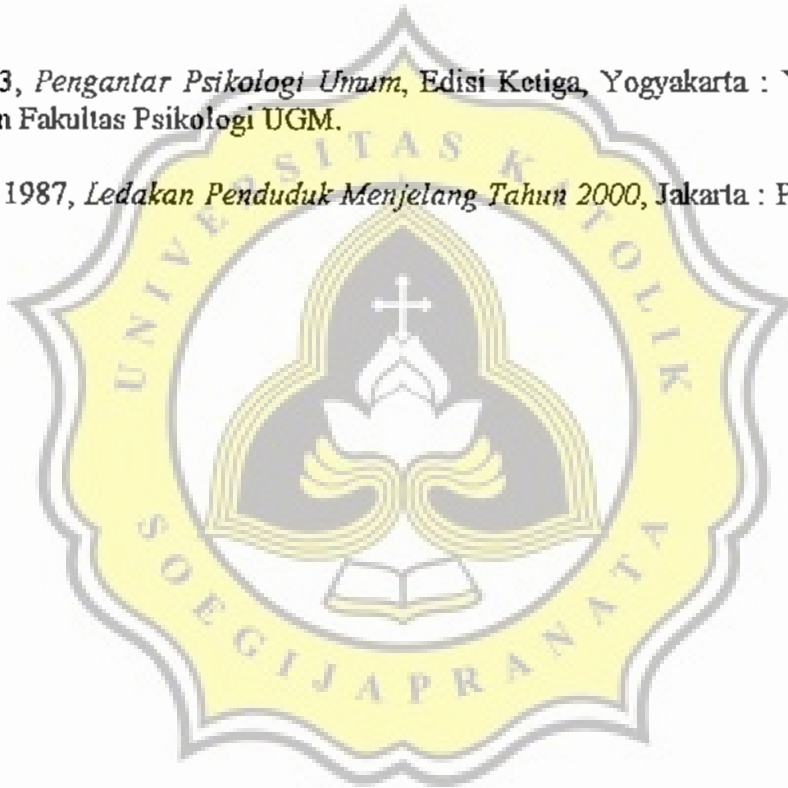 3, Pengantar Psikologi Umum, Edisi Ketiga, Yogyakarta :
n Fakultas Psikologi UGM.
1987, Ledakan Penduduk Menjelang Tahun 2000, Jakarta : P
UNIVERSITAS KATOLIK
SOEGIJAPRANATA